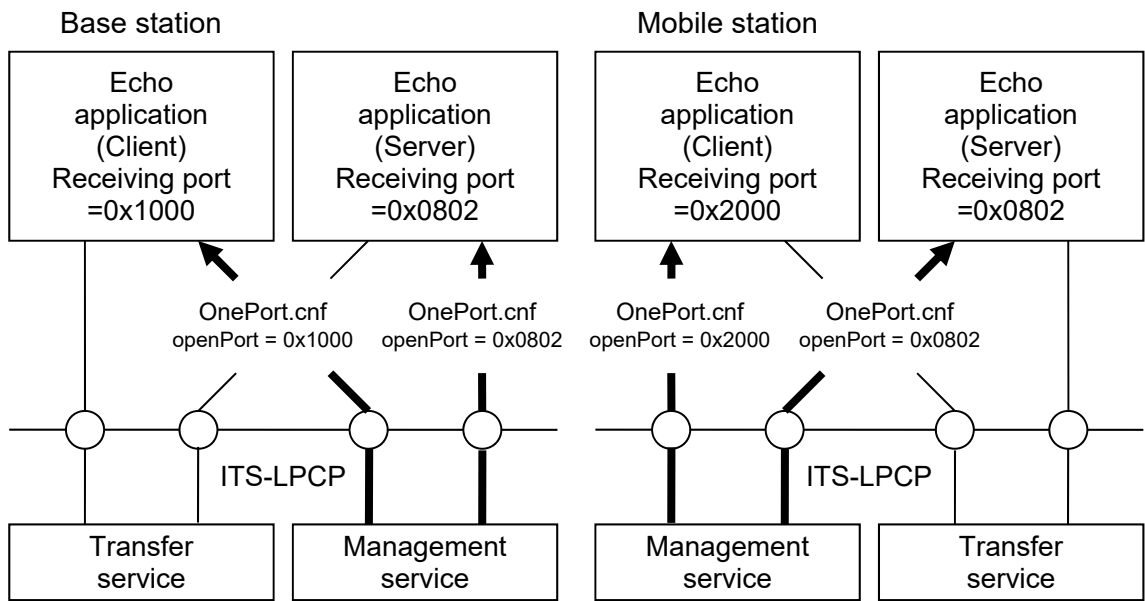 Base station
Mobile station
Echo
application
(Client)
Receiving port
=0x1000
Echo
application
(Server)
Receiving port
=0x0802
Echo
application
(Client)
Receiving port
=0x2000
Echo
application
(Server)
Receiving port
=0x0802
OnePort.cnf
openPort = 0x1000
OnePort.cnf
openPort = 0x0802
OnePort.cnf
openPort = 0x2000
OnePort.cnf
openPort = 0x0802
ITS-LPCP
ITS-LPCP
Transfer
service
Management
service
Management
service
Transfer
service